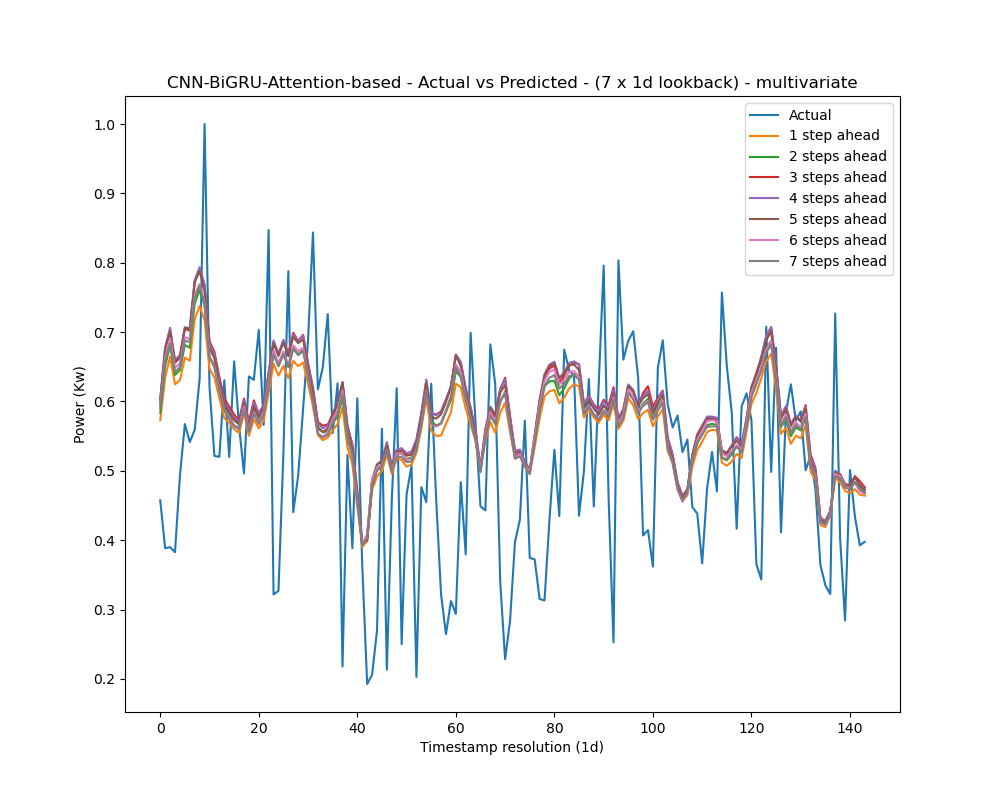 CNN-BiGRU-Attention-based - Actual vs Predicted - (7 x 1d lookback) - multivariate
Actual
1 step ahead
2 steps ahead
3 steps ahead
4 steps ahead
5 steps ahead
6 steps ahead
7 steps ahead
Power (Kw)
1.0
0.9
0.8
0.7
0.6
0.5
0.4
0.3
0.2
0 20 40 60 80 100 120 140
Timestamp resolution (1d)